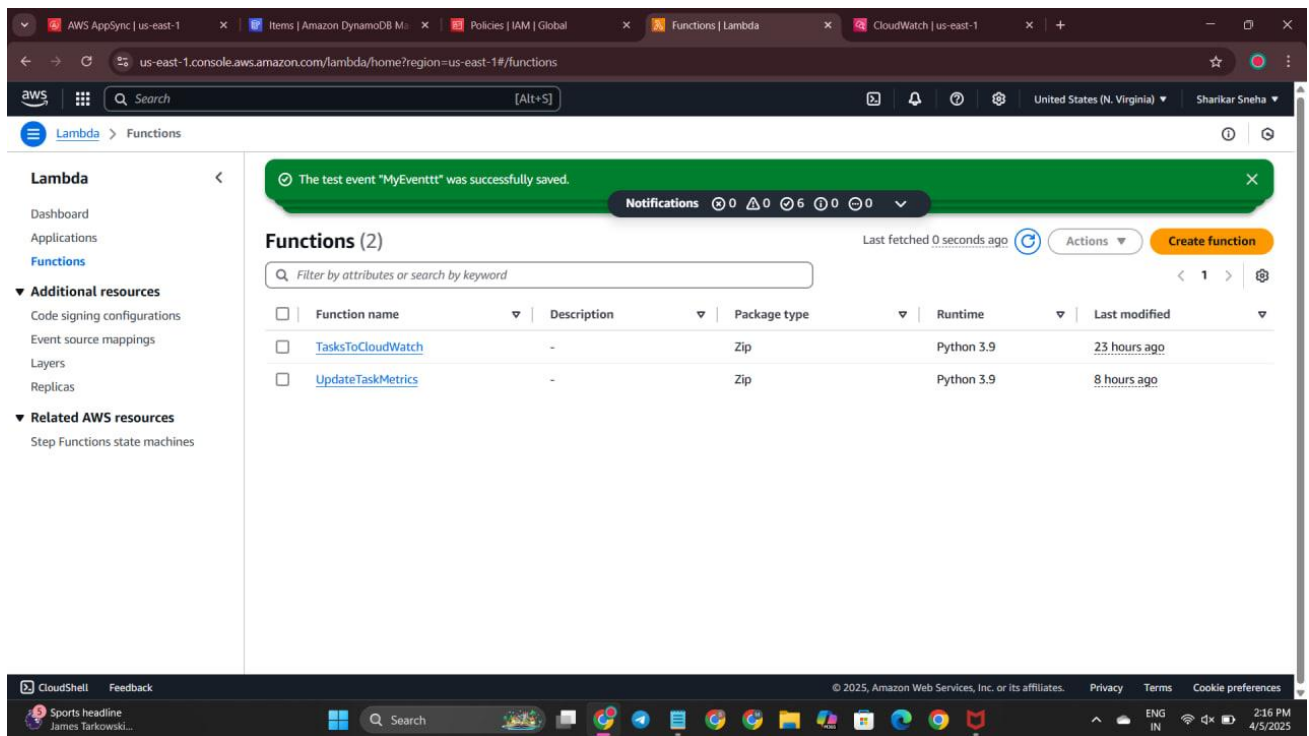 AWS AppSync | us-east-1
Items | Amazon DynamoDB Ma
Policies | IAM | Global
Functions | Lambda
CloudWatch | us-east-1
us-east-1.console.aws.amazon.com/lambda/home?region=us-east-1#/functions
aws
Search [Alt+S]
United States (N. Virginia)
Sharikar Sneha
Lambda > Functions
Lambda
Dashboard
Applications
Functions
Additional resources
Code signing configurations
Event source mappings
Layers
Replicas
Related AWS resources
Step Functions state machines
The test event "MyEventtt" was successfully saved.
Notifications 0 0 6 0 0
Functions (2)
Last fetched 0 seconds ago
Actions
Create function
Filter by attributes or search by keyword
1
Function name Description Package type Runtime Last modified
TasksToCloudWatch - Zip Python 3.9 23 hours ago
UpdateTaskMetrics - Zip Python 3.9 8 hours ago
CloudShell Feedback © 2025, Amazon Web Services, Inc. or its affiliates. Privacy Terms Cookie preferences
5
Sports headline
James Tarkowski...
Search
ENG
IN
2:16 PM
4/5/2025